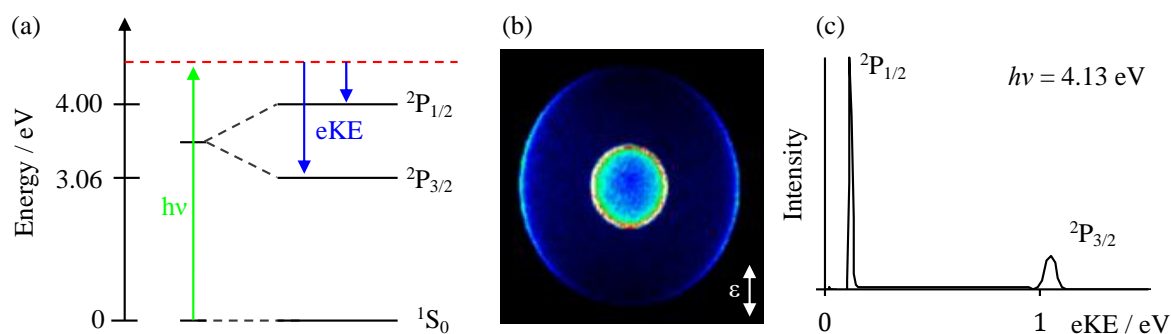 (a)
Energy / eV
4.00
3.06
0
hν
eKE
²P₁/₂
²P₃/₂
¹S₀
(b)
ε
(c)
Intensity
²P₁/₂
hν = 4.13 eV
²P₃/₂
0
1
eKE / eV